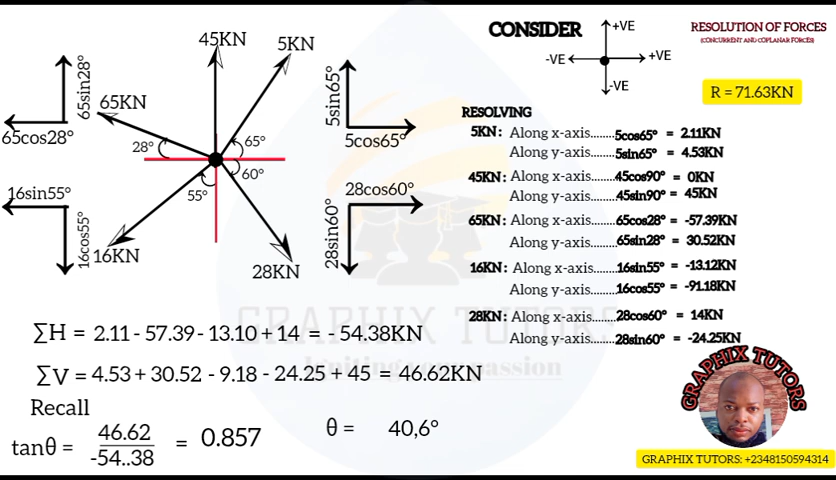 CONSIDER
+VE
-VE
+VE
-VE
RESOLUTION OF FORCES
(CONCURRENT AND COPLANAR FORCES)
R = 71.63KN
45KN
5KN
65KN
28°
65°
60°
55°
16KN
28KN
65sin28°
65cos28°
16sin55°
16cos55°
5sin65°
5cos65°
28cos60°
28sin60°
RESOLVING
5KN: Along x-axis........5cos65° = 2.11KN
Along y-axis........5sin65° = 4.53KN
45KN: Along x-axis........45cos90° = 0KN
Along y-axis........45sin90° = 45KN
65KN: Along x-axis........65cos28° = -57.39KN
Along y-axis........65sin28° = 30.52KN
16KN: Along x-axis........16sin55° = -13.12KN
Along y-axis........16cos55° = -91.18KN
28KN: Along x-axis........28cos60° = 14KN
Along y-axis........28sin60° = -24.25KN
∑H = 2.11 - 57.39 - 13.10 + 14 = - 54.38KN
∑V = 4.53 + 30.52 - 9.18 - 24.25 + 45 = 46.62KN
Recall
tanθ = 46.62 / -54..38 = 0.857
θ = 40,6°
GRAPHIX TUTORS
Igniting your passion
GRAPHIX TUTORS
GRAPHIX TUTORS: +2348150594314